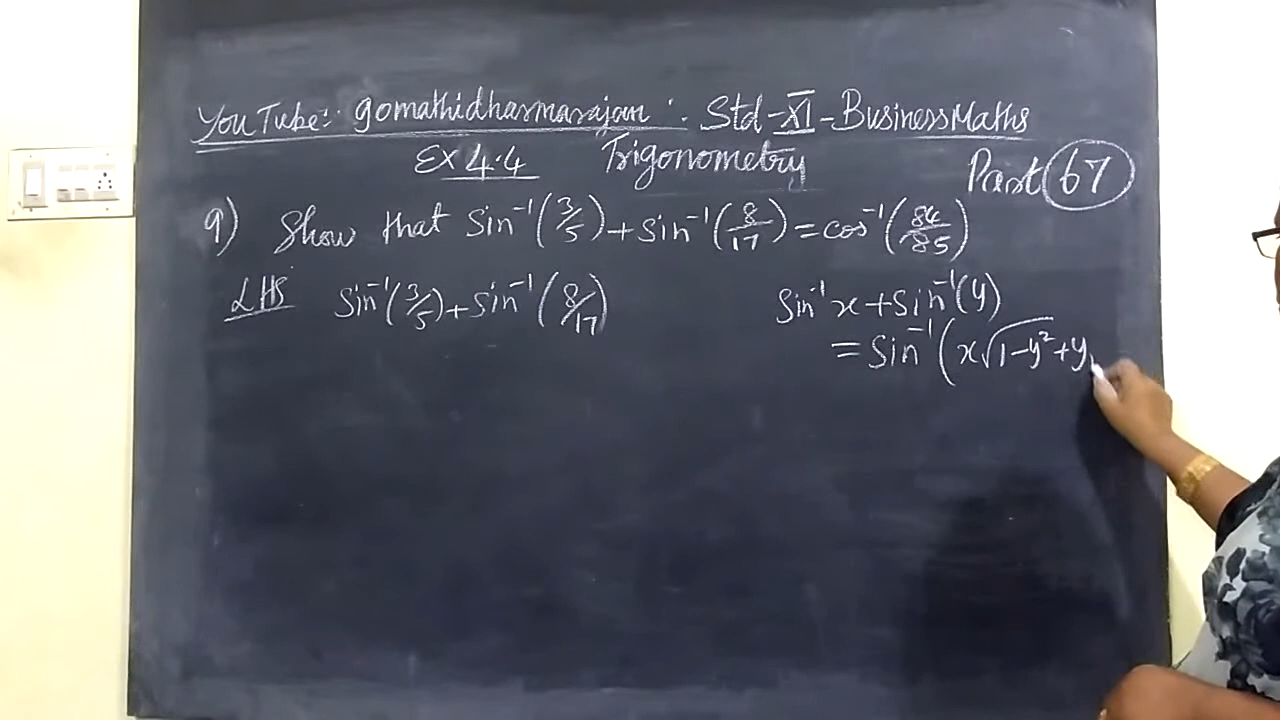 YouTube: gomathidharmarajan: Std-XI-Business Maths
Ex 4.4 Trigonometry Part 67
9) Show that Sin⁻¹(3/5)+Sin⁻¹(8/17)=cos⁻¹(84/85)
LHS Sin⁻¹(3/5)+Sin⁻¹(8/17) Sin⁻¹x+Sin⁻¹(y)
=Sin⁻¹(x√1-y²+y